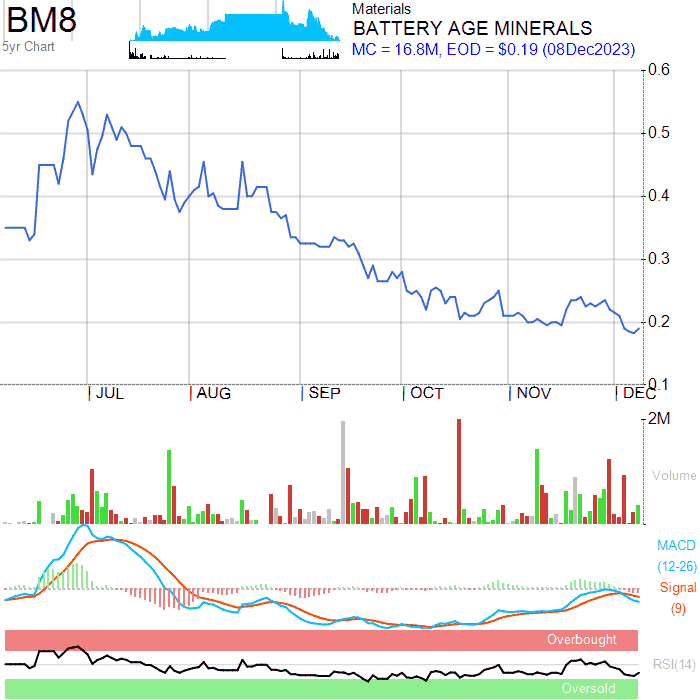 BM8
5yr Chart
Materials
BATTERY AGE MINERALS
MC = 16.8M, EOD = $0.19 (08Dec2023)
0.6
0.5
0.4
0.3
0.2
0.1
JUL AUG SEP OCT NOV DEC
2M
Volume
MACD
(12-26)
Signal
(9)
Overbought
RSI(14)
Oversold